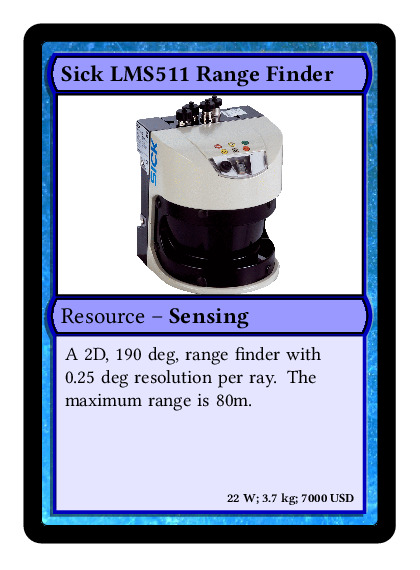 Sick LMS511 Range Finder
SICK
Resource – Sensing
A 2D, 190 deg, range finder with
0.25 deg resolution per ray. The
maximum range is 80m.
22 W; 3.7 kg; 7000 USD